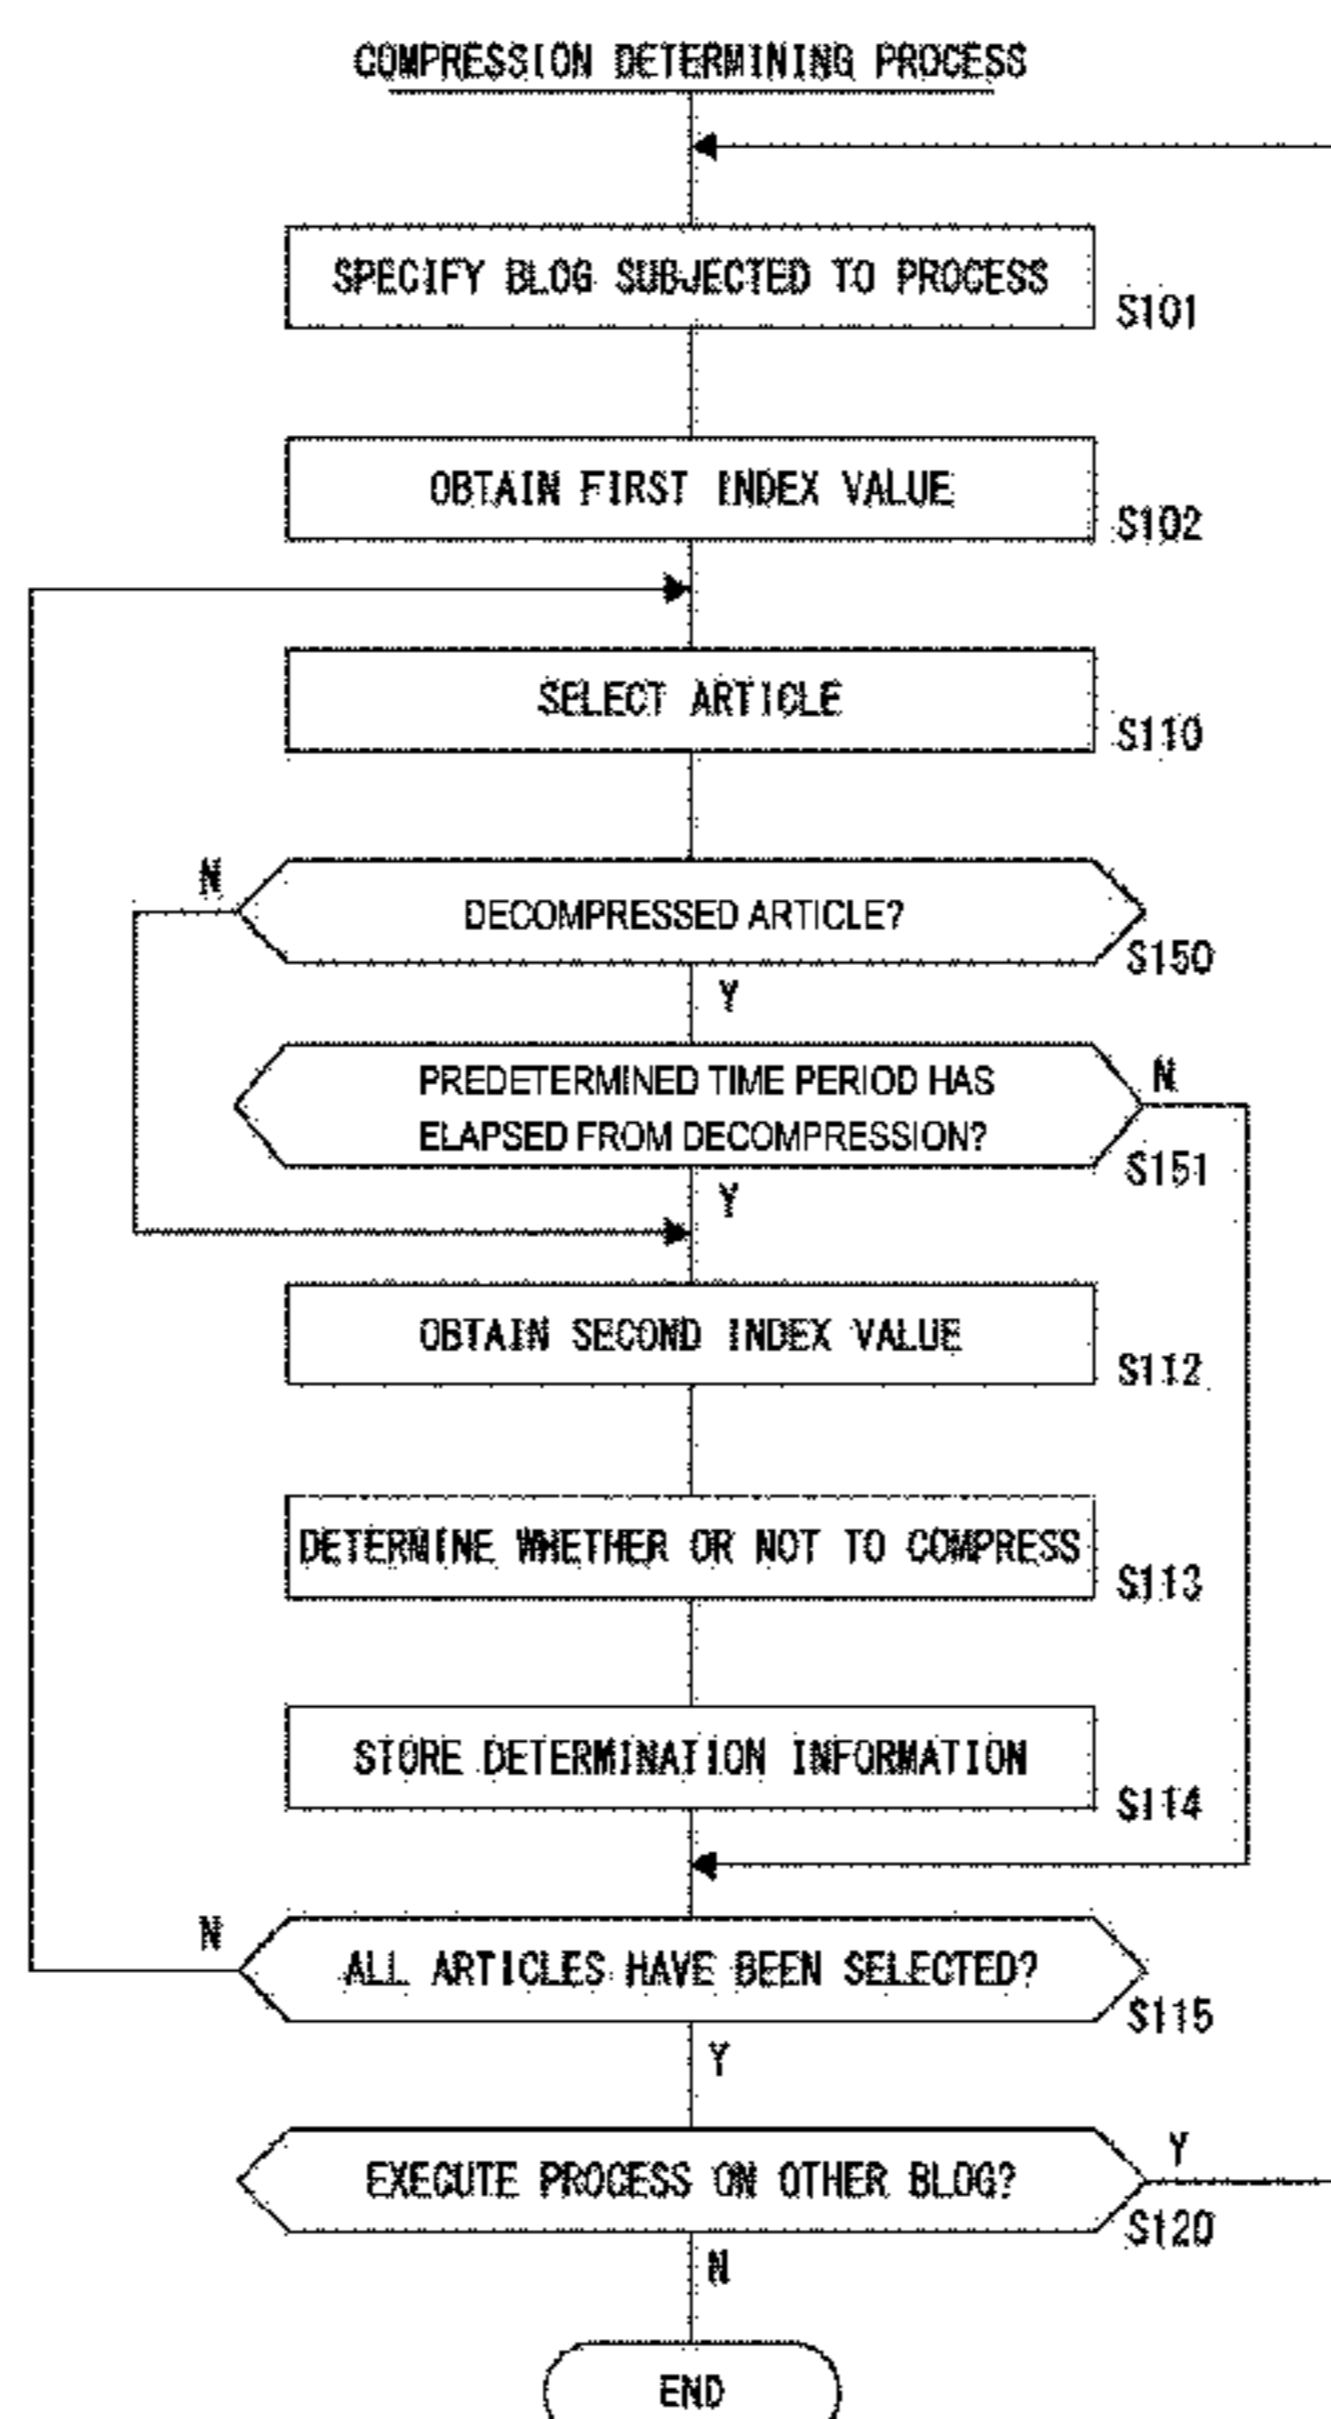 COMPRESSION DETERMINING PROCESS
SPECIFY BLOG SUBJECTED TO PROCESS
S101
OBTAIN FIRST INDEX VALUE
S102
SELECT ARTICLE
S110
N
DECOMPRESSED ARTICLE?
S150
Y
PREDETERMINED TIME PERIOD HAS
ELAPSED FROM DECOMPRESSION?
N
S151
Y
OBTAIN SECOND INDEX VALUE
S112
DETERMINE WHETHER OR NOT TO COMPRESS
S113
STORE DETERMINATION INFORMATION
S114
N
ALL ARTICLES HAVE BEEN SELECTED?
S115
Y
EXECUTE PROCESS ON OTHER BLOG?
Y
S120
N
END